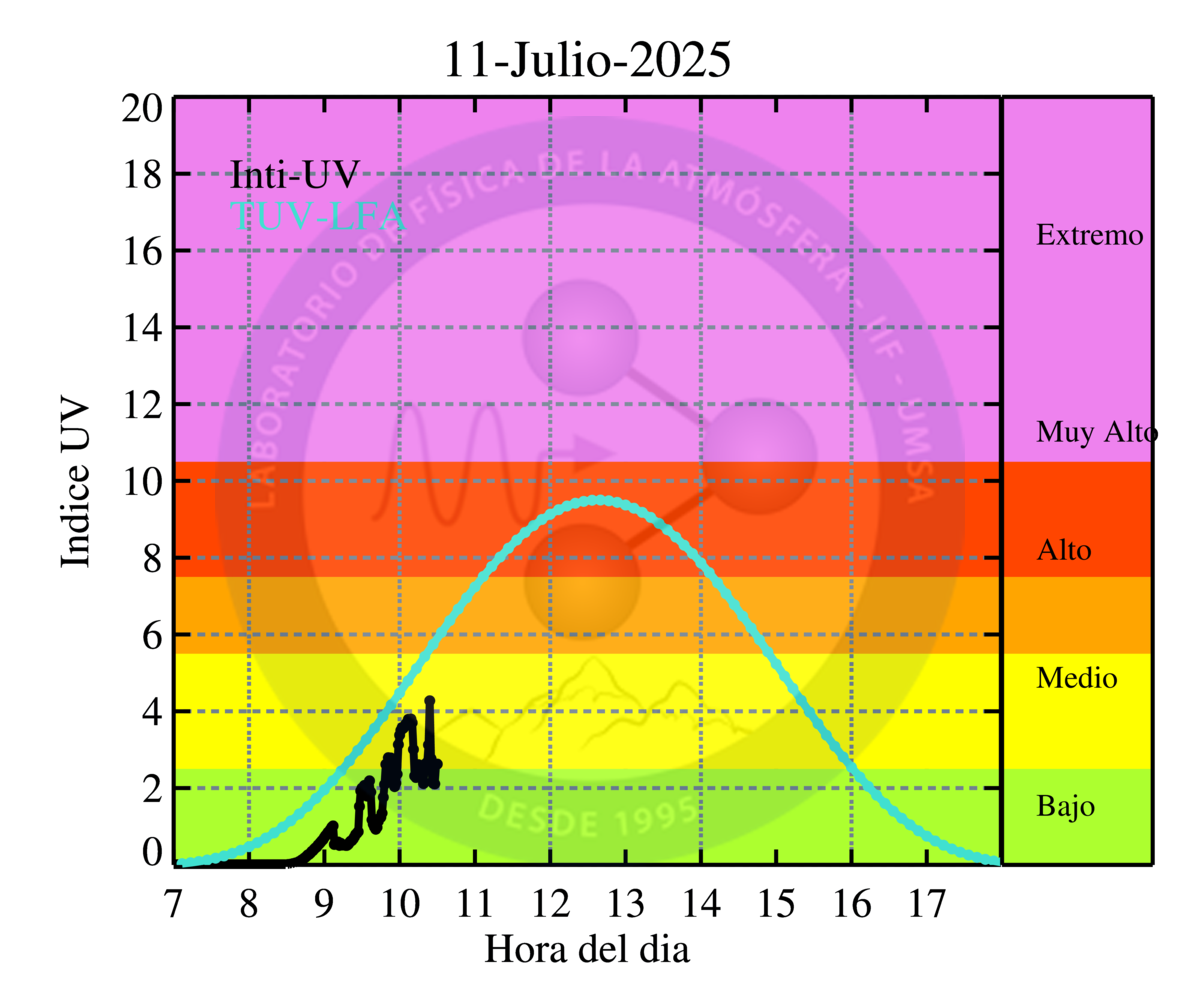 11-Julio-2025
Indice UV
20
18
16
14
12
10
8
6
4
2
0
Inti-UV
TUV-LFA
LABORATORIO DE FÍSICA DE LA ATMÓSFERA - IIF - UMSA
DESDE 1995
Extremo
Muy Alto
Alto
Medio
Bajo
7 8 9 10 11 12 13 14 15 16 17
Hora del dia